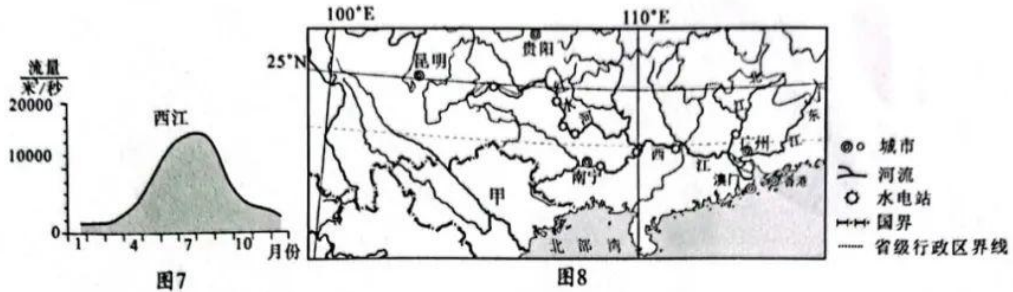 流量
米³/秒
20000
10000
0
西江
1 4 7 10 月份
图7
100°E 110°E
25°N
昆明
贵阳
北
江
东
江
水
河
西
江
广州
南宁
澳门
香港
甲
北部湾
图8
城市
河流
水电站
国界
省级行政区界线